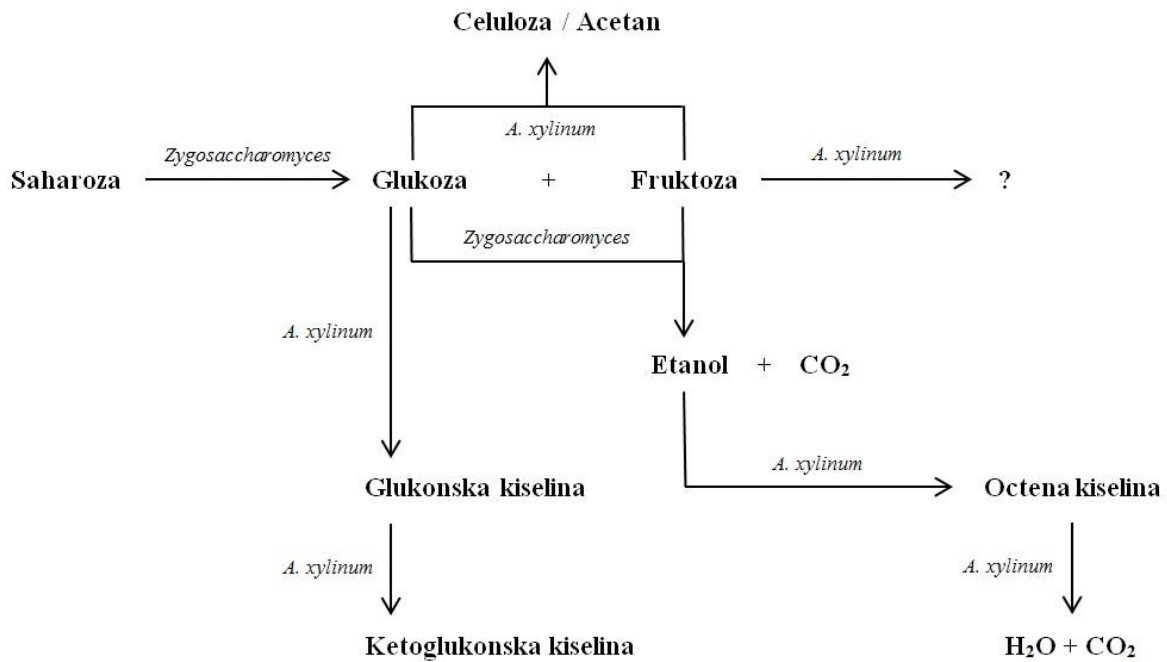 Celuloza / Acetan
A. xylinum
Zygosaccharomyces
A. xylinum
Saharoza
Glukoza + Fruktoza
?
Zygosaccharomyces
A. xylinum
Etanol + CO₂
A. xylinum
Glukonska kiselina
Octena kiselina
A. xylinum
A. xylinum
Ketoglukonska kiselina
H₂O + CO₂